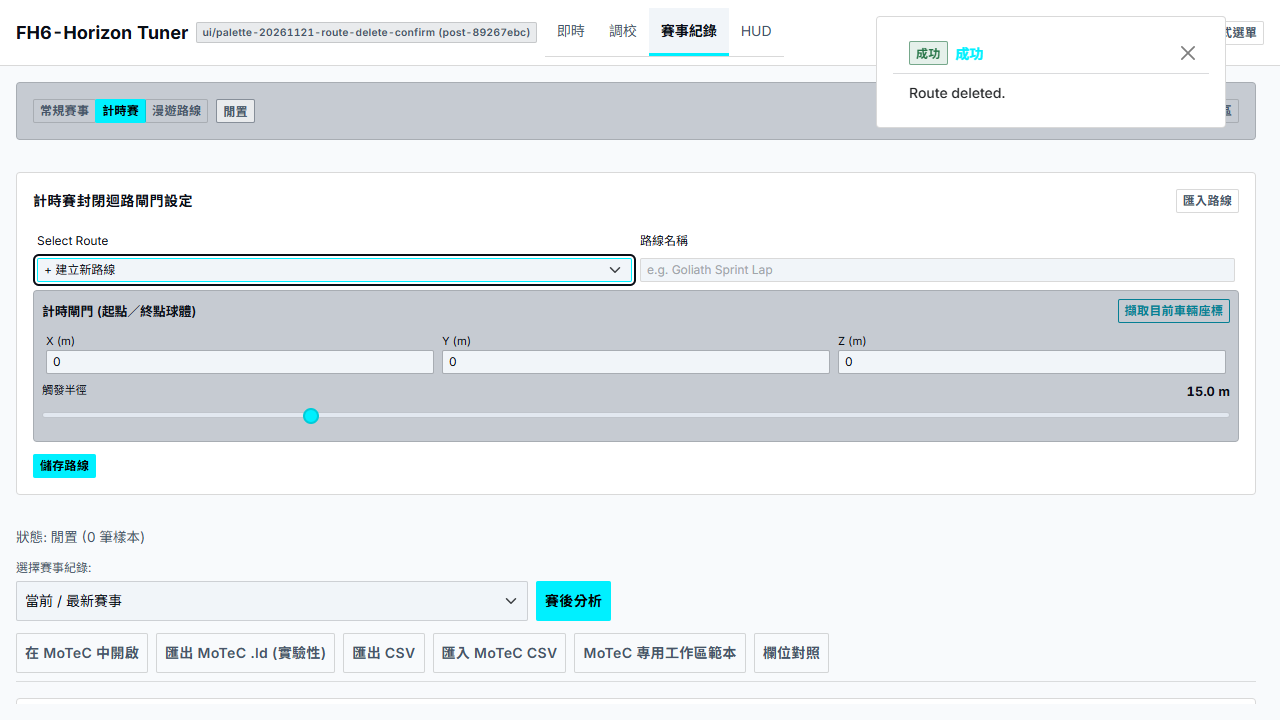 FH6-Horizon Tuner ui/palette-20261121-route-delete-confirm (post-89267ebc) 即時 調校 賽事紀錄 HUD 式選單
成功 成功
Route deleted.
常規賽事 計時賽 漫遊路線 閒置 區
計時賽封閉迴路閘門設定 匯入路線
Select Route 路線名稱
+ 建立新路線 e.g. Goliath Sprint Lap
計時閘門 (起點／終點球體) 擷取目前車輛座標
X (m) Y (m) Z (m)
0 0 0
觸發半徑 15.0 m
儲存路線
狀態: 閒置 (0 筆樣本)
選擇賽事紀錄:
當前 / 最新賽事 賽後分析
在 MoTeC 中開啟 匯出 MoTeC .ld (實驗性) 匯出 CSV 匯入 MoTeC CSV MoTeC 專用工作區範本 欄位對照